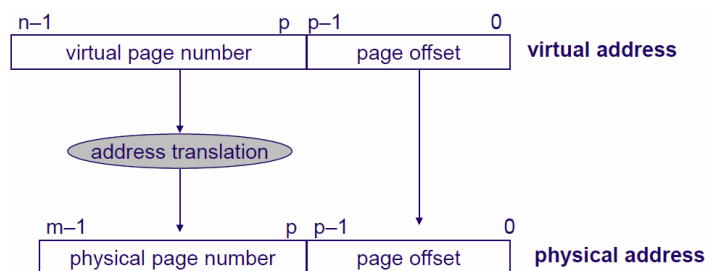 n–1 p p–1 0
virtual page number page offset virtual address
address translation
m–1 p p–1 0
physical page number page offset physical address